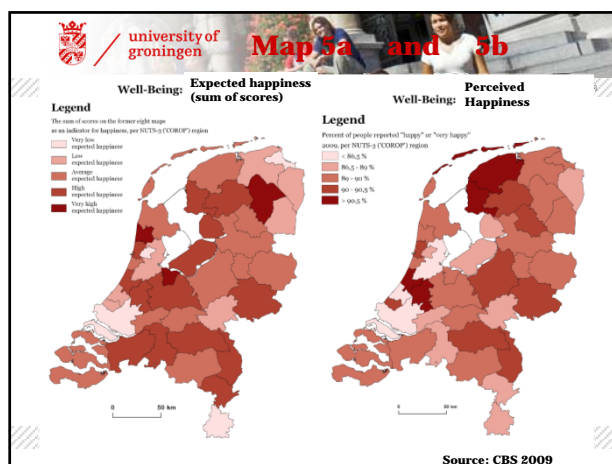 university of
groningen
Map 5a and 5b
Well-Being: Expected happiness
(sum of scores)
Legend
The sum of scores on the former eight maps
as an indicator for happiness, per NUTS-3 ('COROP') region
Very low
expected happiness
Low
expected happiness
Average
expected happiness
High
expected happiness
Very high
expected happiness
0 50 km
Well-Being: Perceived
Happiness
Legend
Percent of people reported "happy" or "very happy"
2009, per NUTS-3 ('COROP') region
< 86,5 %
86,5 - 89 %
89 - 90 %
90 - 90,5 %
> 90,5 %
0 50 km
Source: CBS 2009